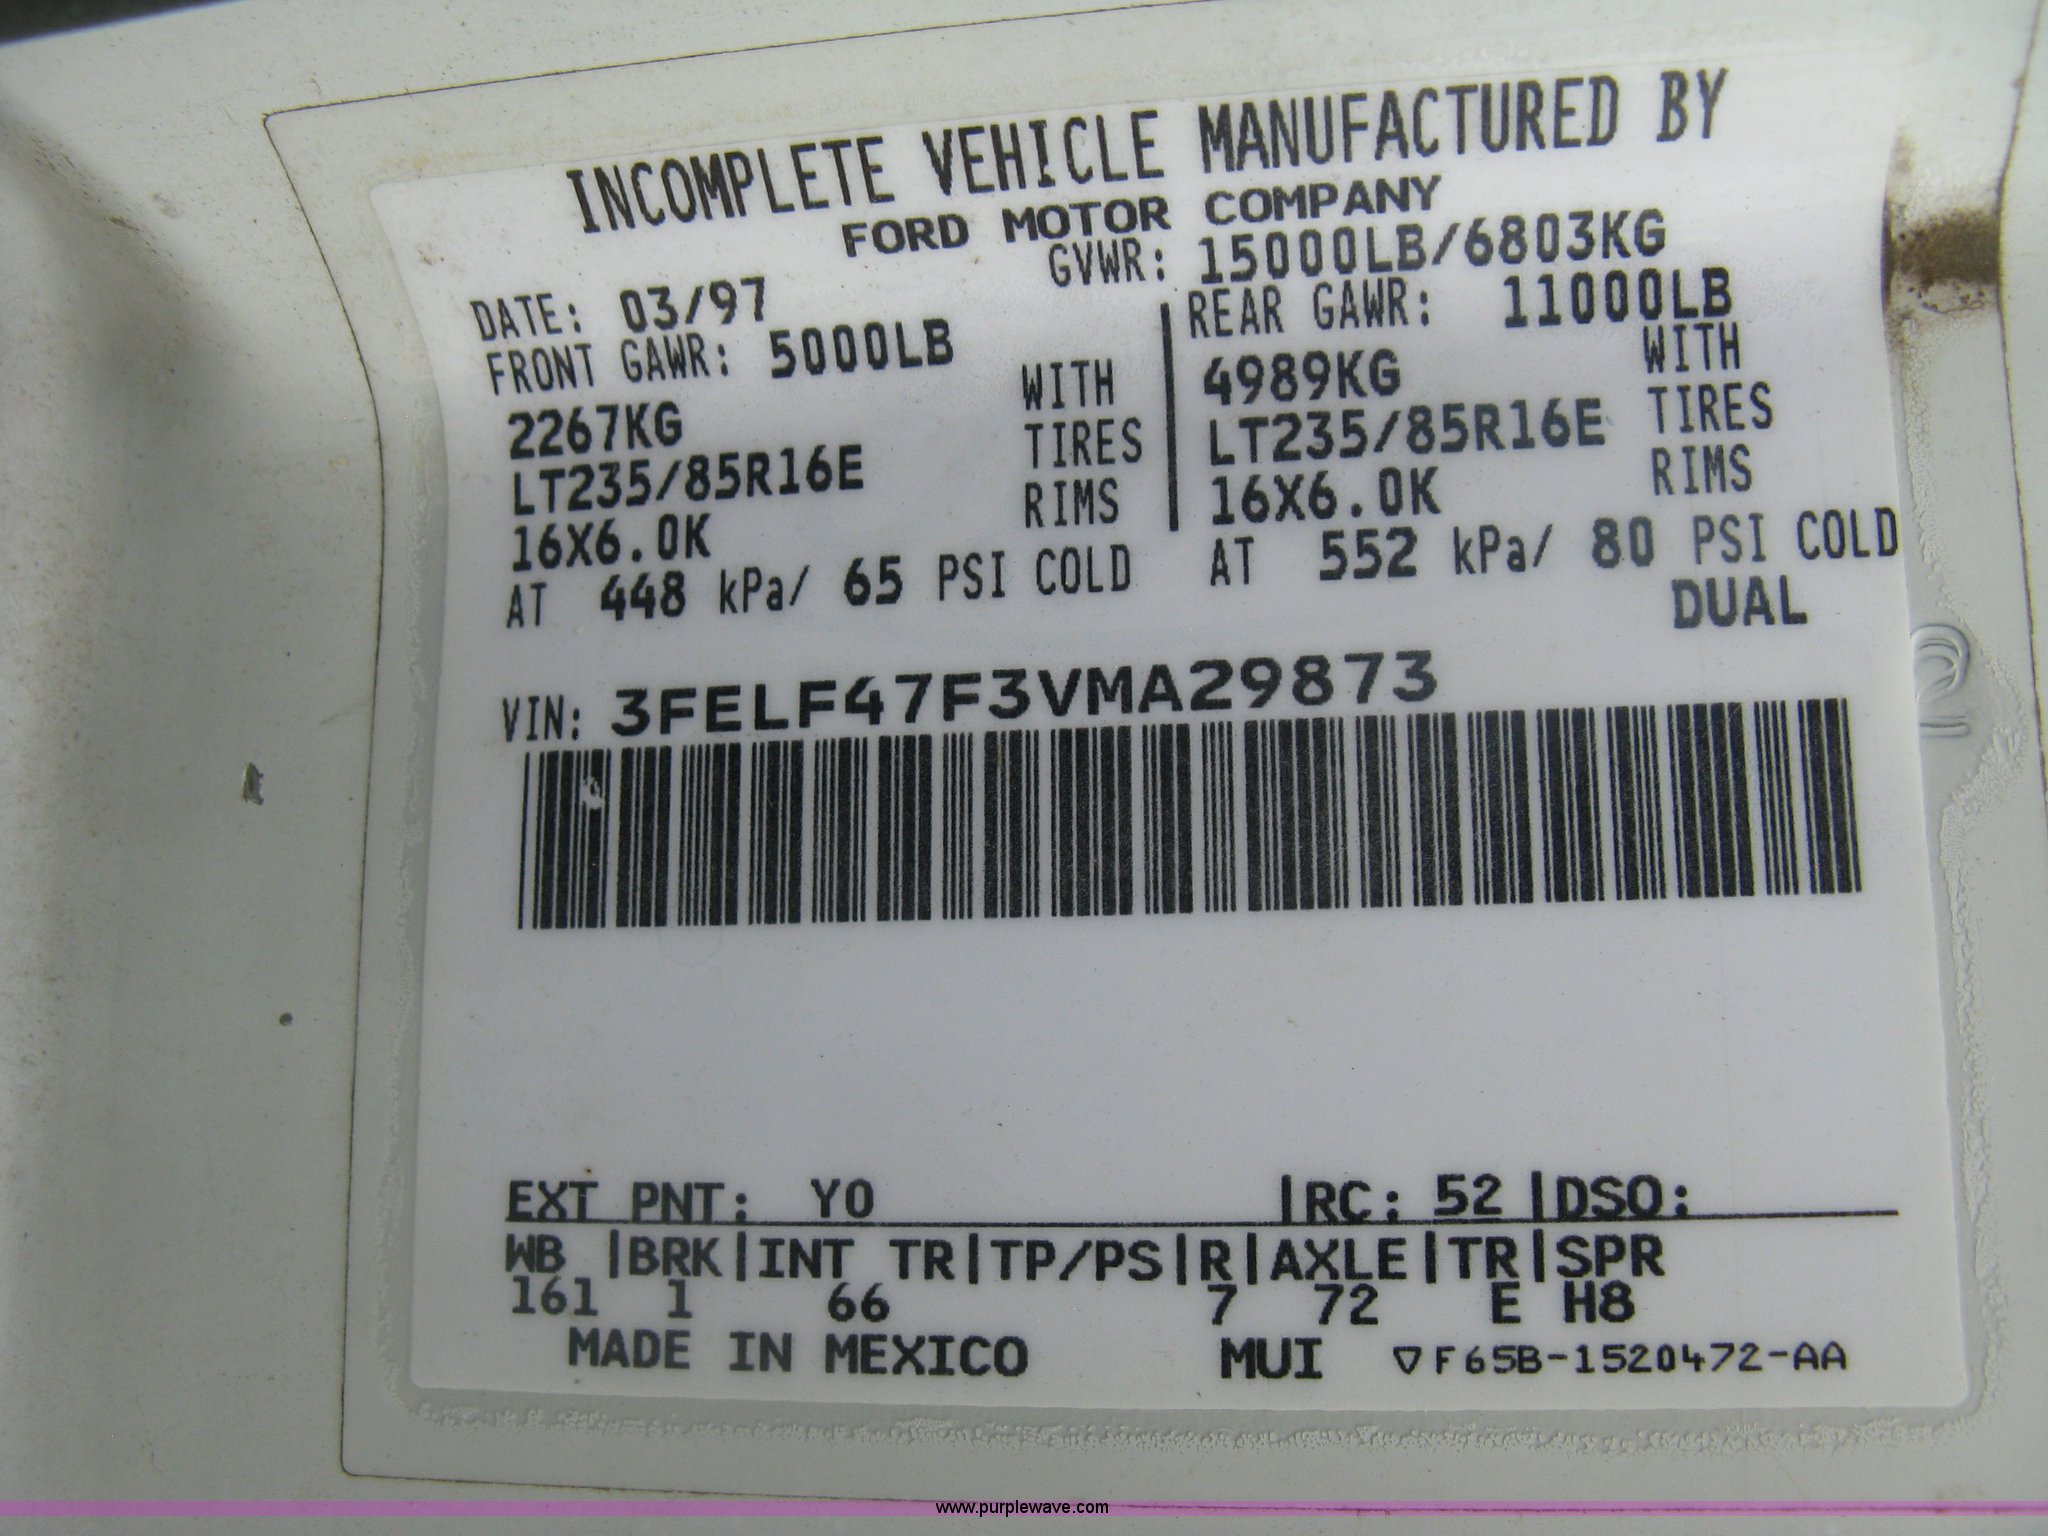 INCOMPLETE VEHICLE MANUFACTURED BY
FORD MOTOR COMPANY
DATE: 03/97 GVWR: 15000LB/6803KG
FRONT GAWR: 5000LB REAR GAWR: 11000LB
2267KG WITH 4989KG WITH
LT235/85R16E TIRES LT235/85R16E TIRES
16X6.0K RIMS 16X6.0K RIMS
AT 448 kPa/ 65 PSI COLD AT 552 kPa/ 80 PSI COLD
DUAL
VIN: 3FELF47F3VMA29873
EXT PNT: YO |RC: 52 |DSO:
WB |BRK|INT TR|TP/PS|R|AXLE|TR|SPR
161 1 66 7 72 E H8
MADE IN MEXICO MUI ▽F65B-1520472-AA
www.purplewave.com